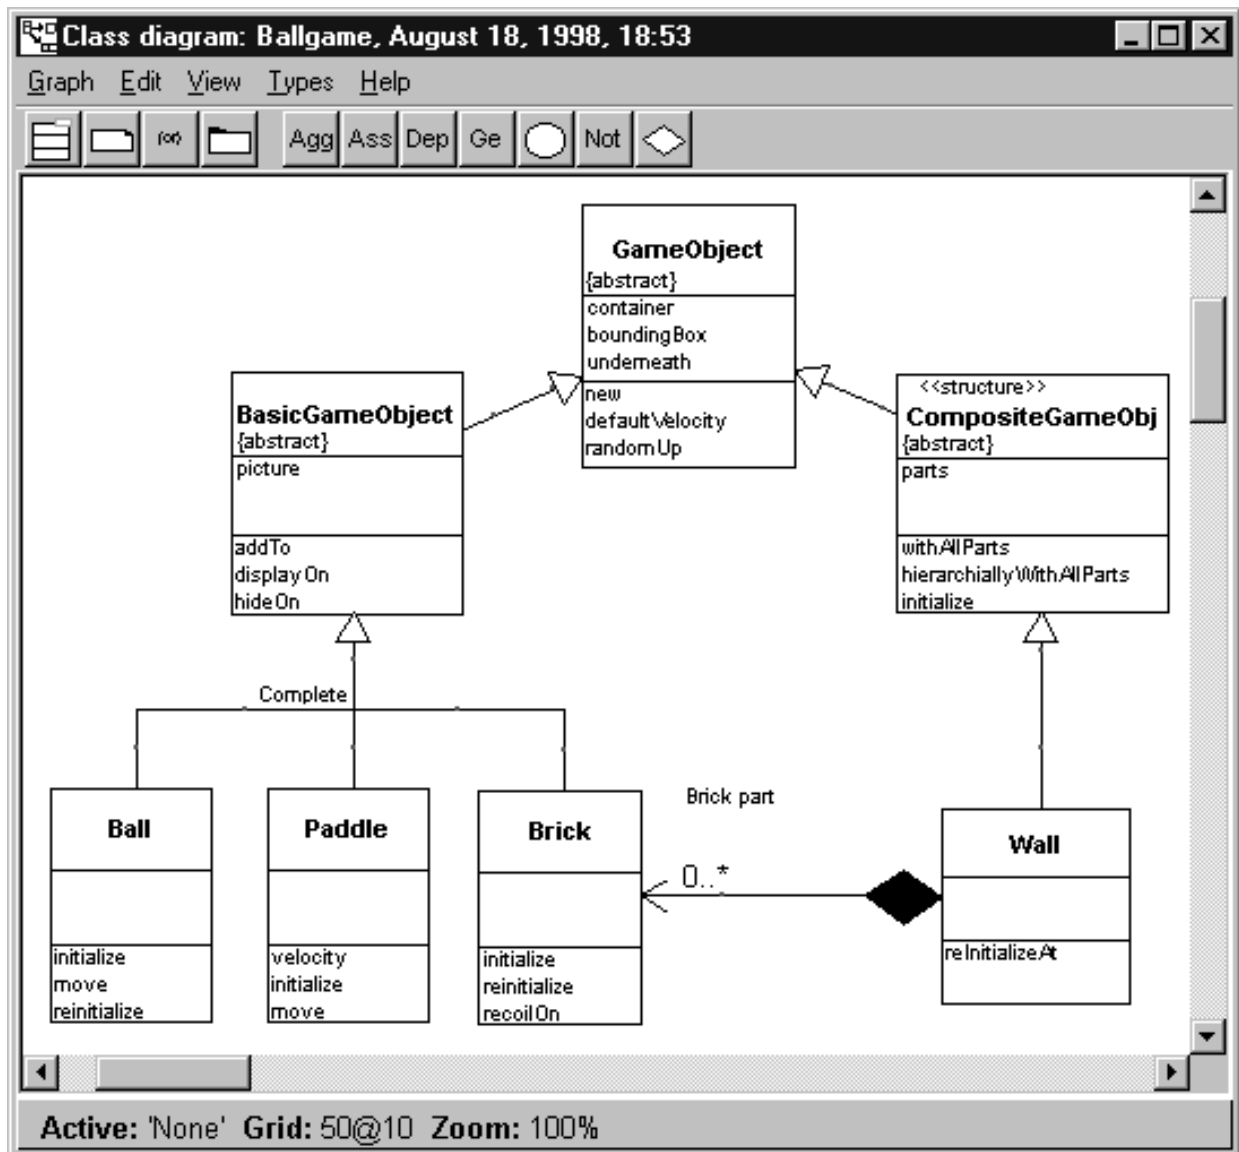 Class diagram: Ballgame, August 18, 1998, 18:53
Graph Edit View Types Help
(or) Agg Ass Dep Ge Not
GameObject
{abstract}
container
boundingBox
underneath
new
defaultVelocity
randomUp
BasicGameObject
{abstract}
picture
addTo
displayOn
hideOn
<<structure>>
CompositeGameObj
{abstract}
parts
withAllParts
hierarchiallyWithAllParts
initialize
Complete
Ball
initialize
move
reinitialize
Paddle
velocity
initialize
move
Brick
initialize
reinitialize
recoilOn
Brick part
0..*
Wall
reInitializeAt
Active: 'None' Grid: 50@10 Zoom: 100%